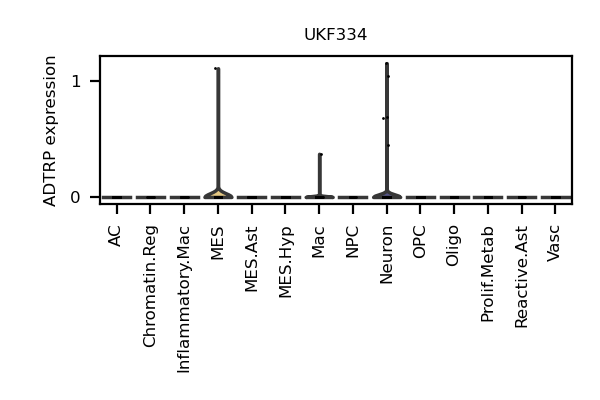 UKF334
ADTRP expression
1
0
AC
Chromatin.Reg
Inflammatory.Mac
MES
MES.Ast
MES.Hyp
Mac
NPC
Neuron
OPC
Oligo
Prolif.Metab
Reactive.Ast
Vasc